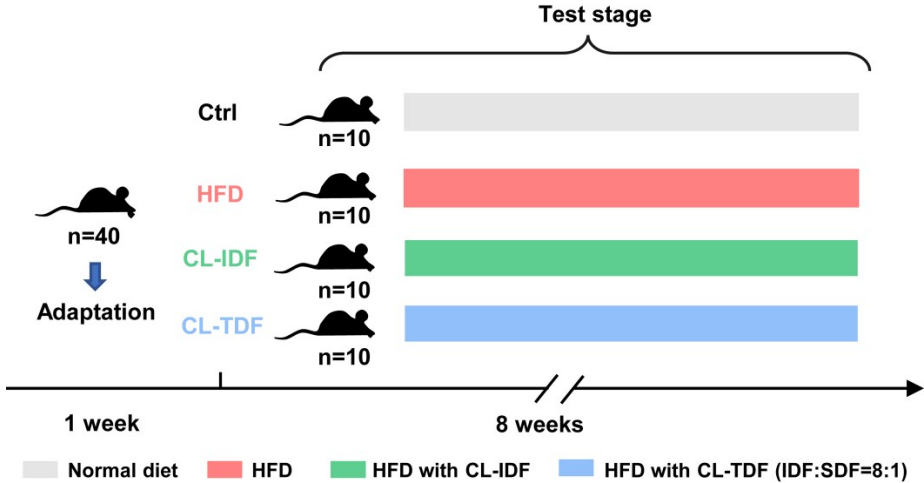 Test stage
Ctrl
n=10
HFD
n=10
n=40
CL-IDF
n=10
Adaptation
CL-TDF
n=10
1 week
8 weeks
Normal diet
HFD
HFD with CL-IDF
HFD with CL-TDF (IDF:SDF=8:1)